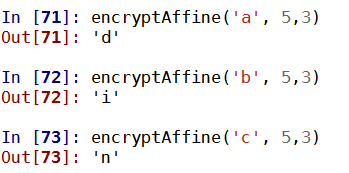 In [71]: encryptAffine('a', 5,3)
Out[71]: 'd'
In [72]: encryptAffine('b', 5,3)
Out[72]: 'i'
In [73]: encryptAffine('c', 5,3)
Out[73]: 'n'